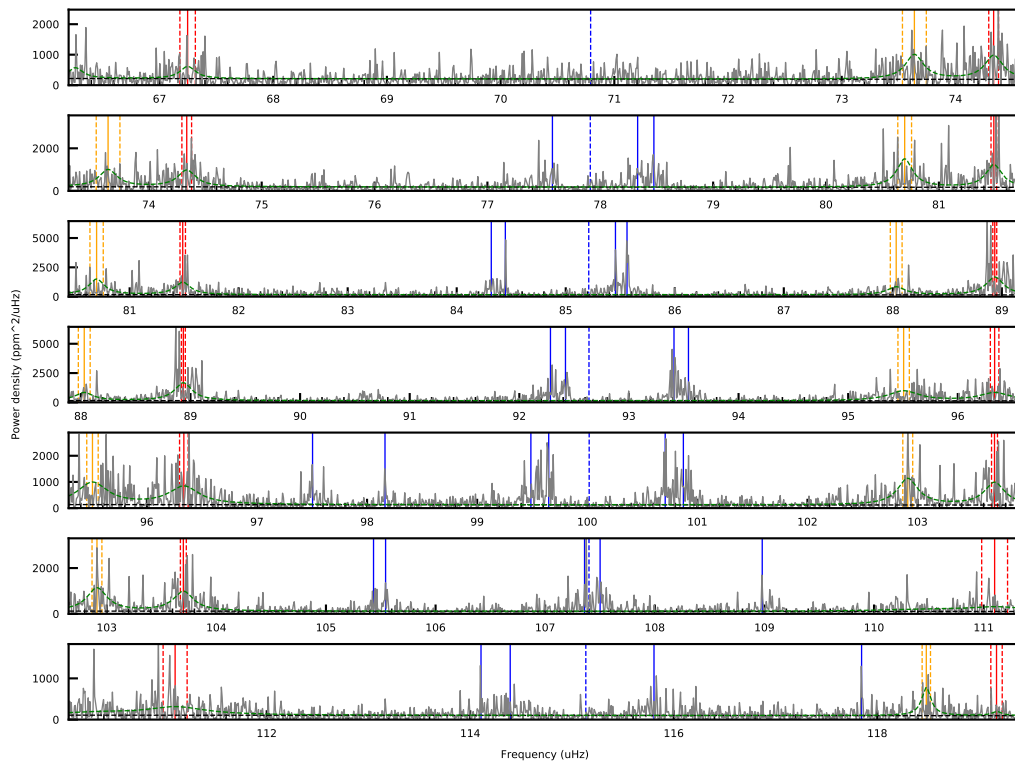 2000
1000
0
67 68 69 70 71 72 73 74
2000
0
74 75 76 77 78 79 80 81
5000
2500
0
81 82 83 84 85 86 87 88 89
Power density (ppm^2/uHz)
5000
2500
0
88 89 90 91 92 93 94 95 96
2000
1000
0
96 97 98 99 100 101 102 103
2000
0
103 104 105 106 107 108 109 110 111
1000
0
112 114 116 118
Frequency (uHz)